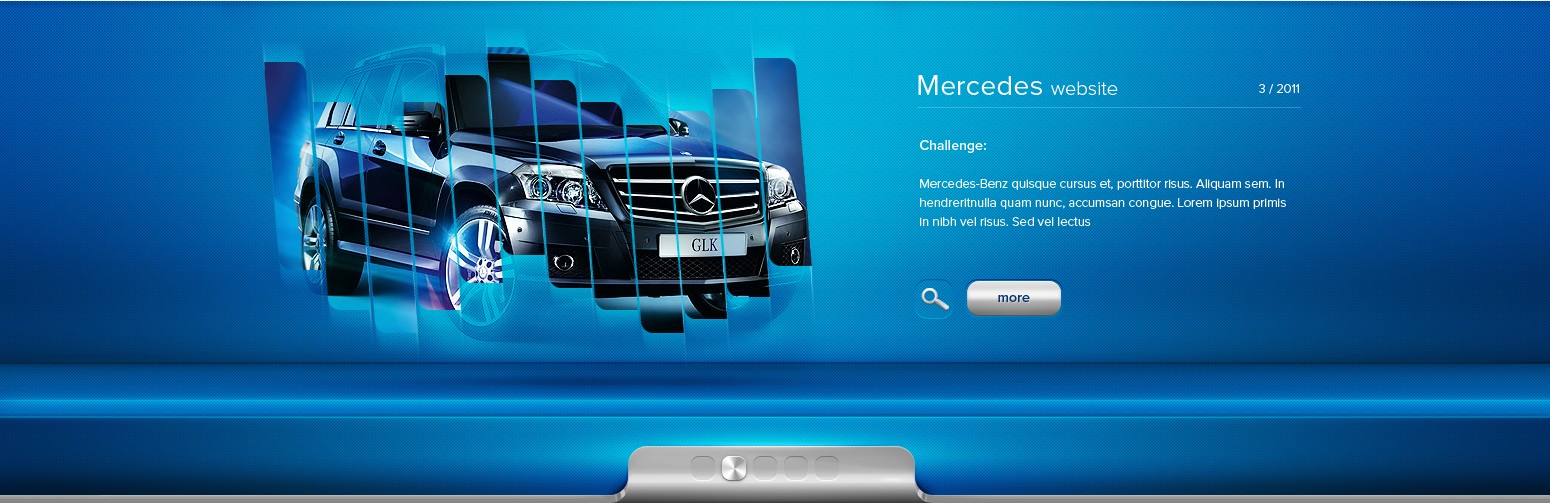 Mercedes website
3 / 2011
Challenge:
Mercedes-Benz quisque cursus et, porttitor risus. Aliquam sem. In
hendreritnulla quam nunc, accumsan congue. Lorem ipsum primis
in nibh vel risus. Sed vel lectus
GLK
more